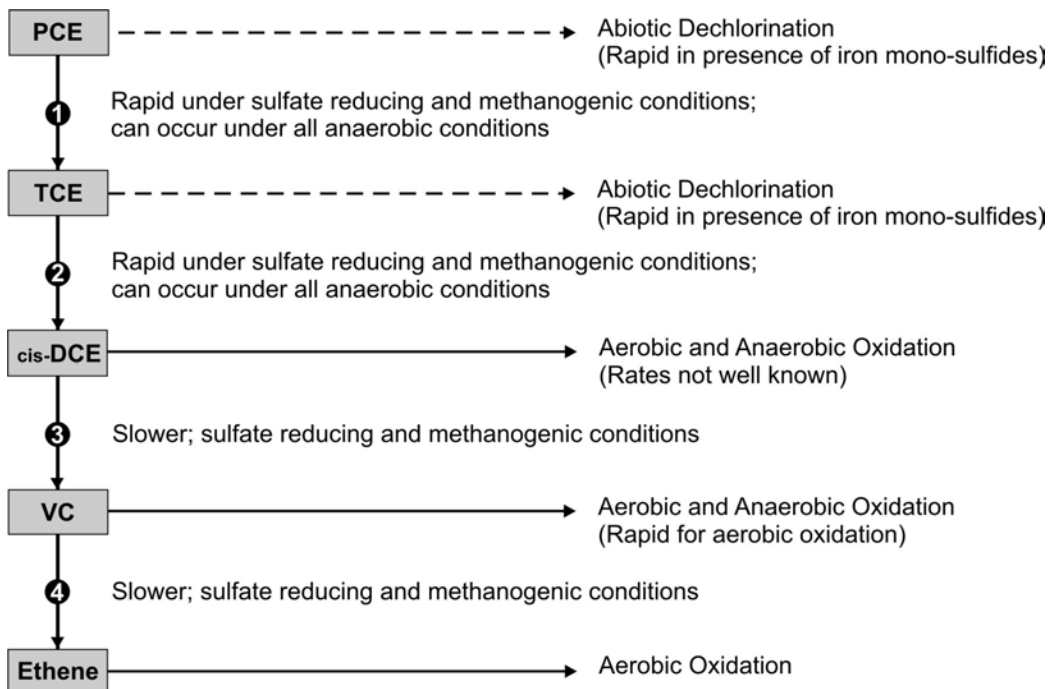 PCE
Abiotic Dechlorination
(Rapid in presence of iron mono-sulfides)
1
Rapid under sulfate reducing and methanogenic conditions;
can occur under all anaerobic conditions
TCE
Abiotic Dechlorination
(Rapid in presence of iron mono-sulfides)
2
Rapid under sulfate reducing and methanogenic conditions;
can occur under all anaerobic conditions
cis-DCE
Aerobic and Anaerobic Oxidation
(Rates not well known)
3
Slower; sulfate reducing and methanogenic conditions
VC
Aerobic and Anaerobic Oxidation
(Rapid for aerobic oxidation)
4
Slower; sulfate reducing and methanogenic conditions
Ethene
Aerobic Oxidation